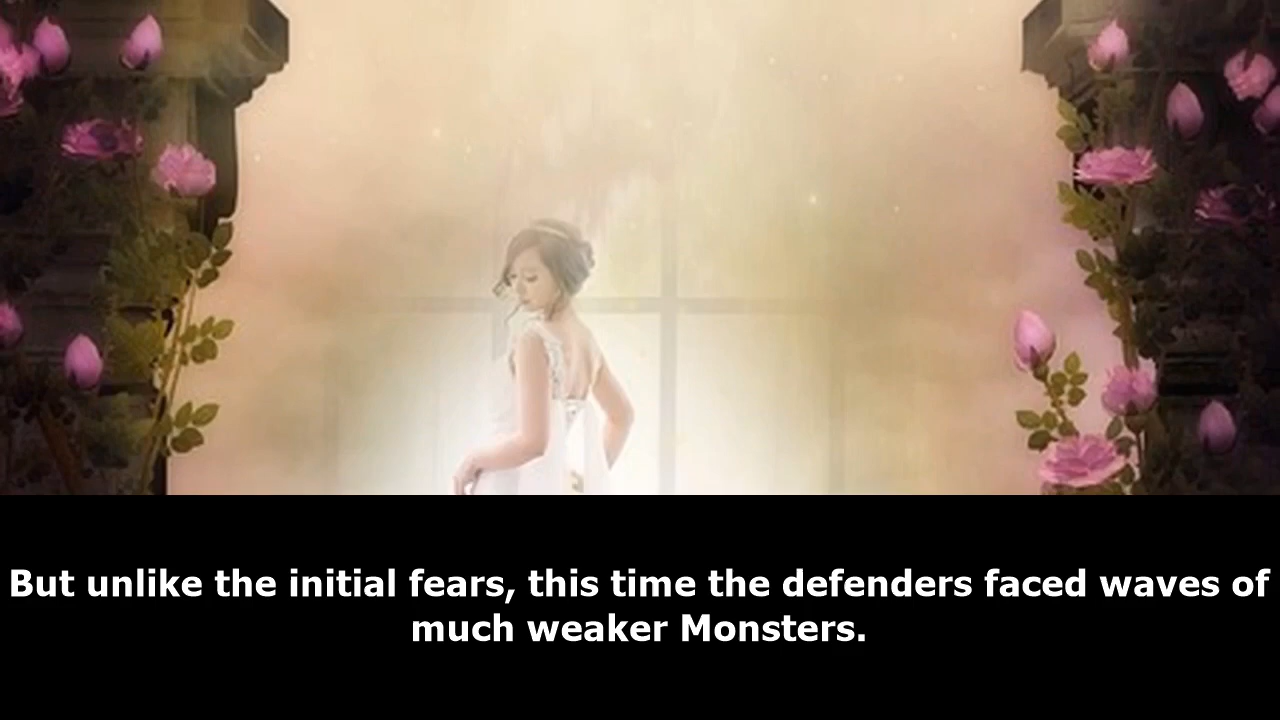 But unlike the initial fears, this time the defenders faced waves of
much weaker Monsters.